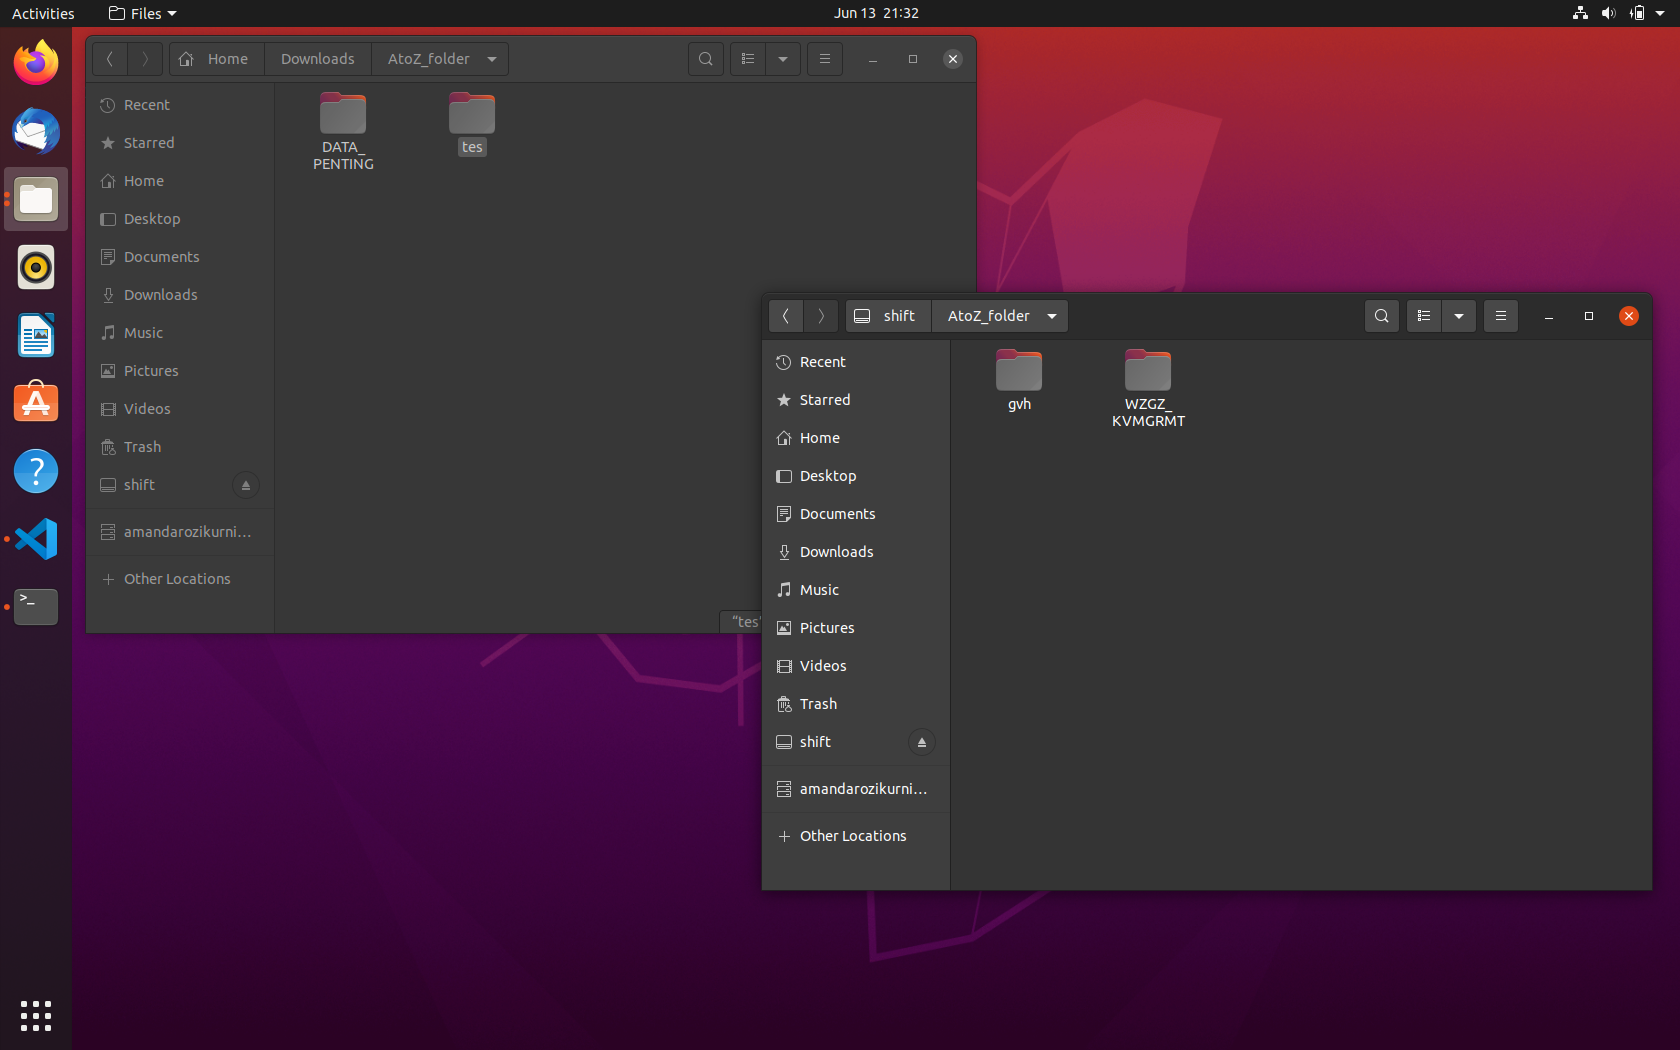 Activities
Files
Jun 13 21:32
Home
Downloads
AtoZ_folder
Recent
Starred
Home
Desktop
Documents
Downloads
Music
Pictures
Videos
Trash
shift
amandarozikurni…
Other Locations
DATA_
PENTING
tes
"tes"
shift
AtoZ_folder
Recent
Starred
Home
Desktop
Documents
Downloads
Music
Pictures
Videos
Trash
shift
amandarozikurni…
Other Locations
gvh
WZGZ_
KVMGRMT